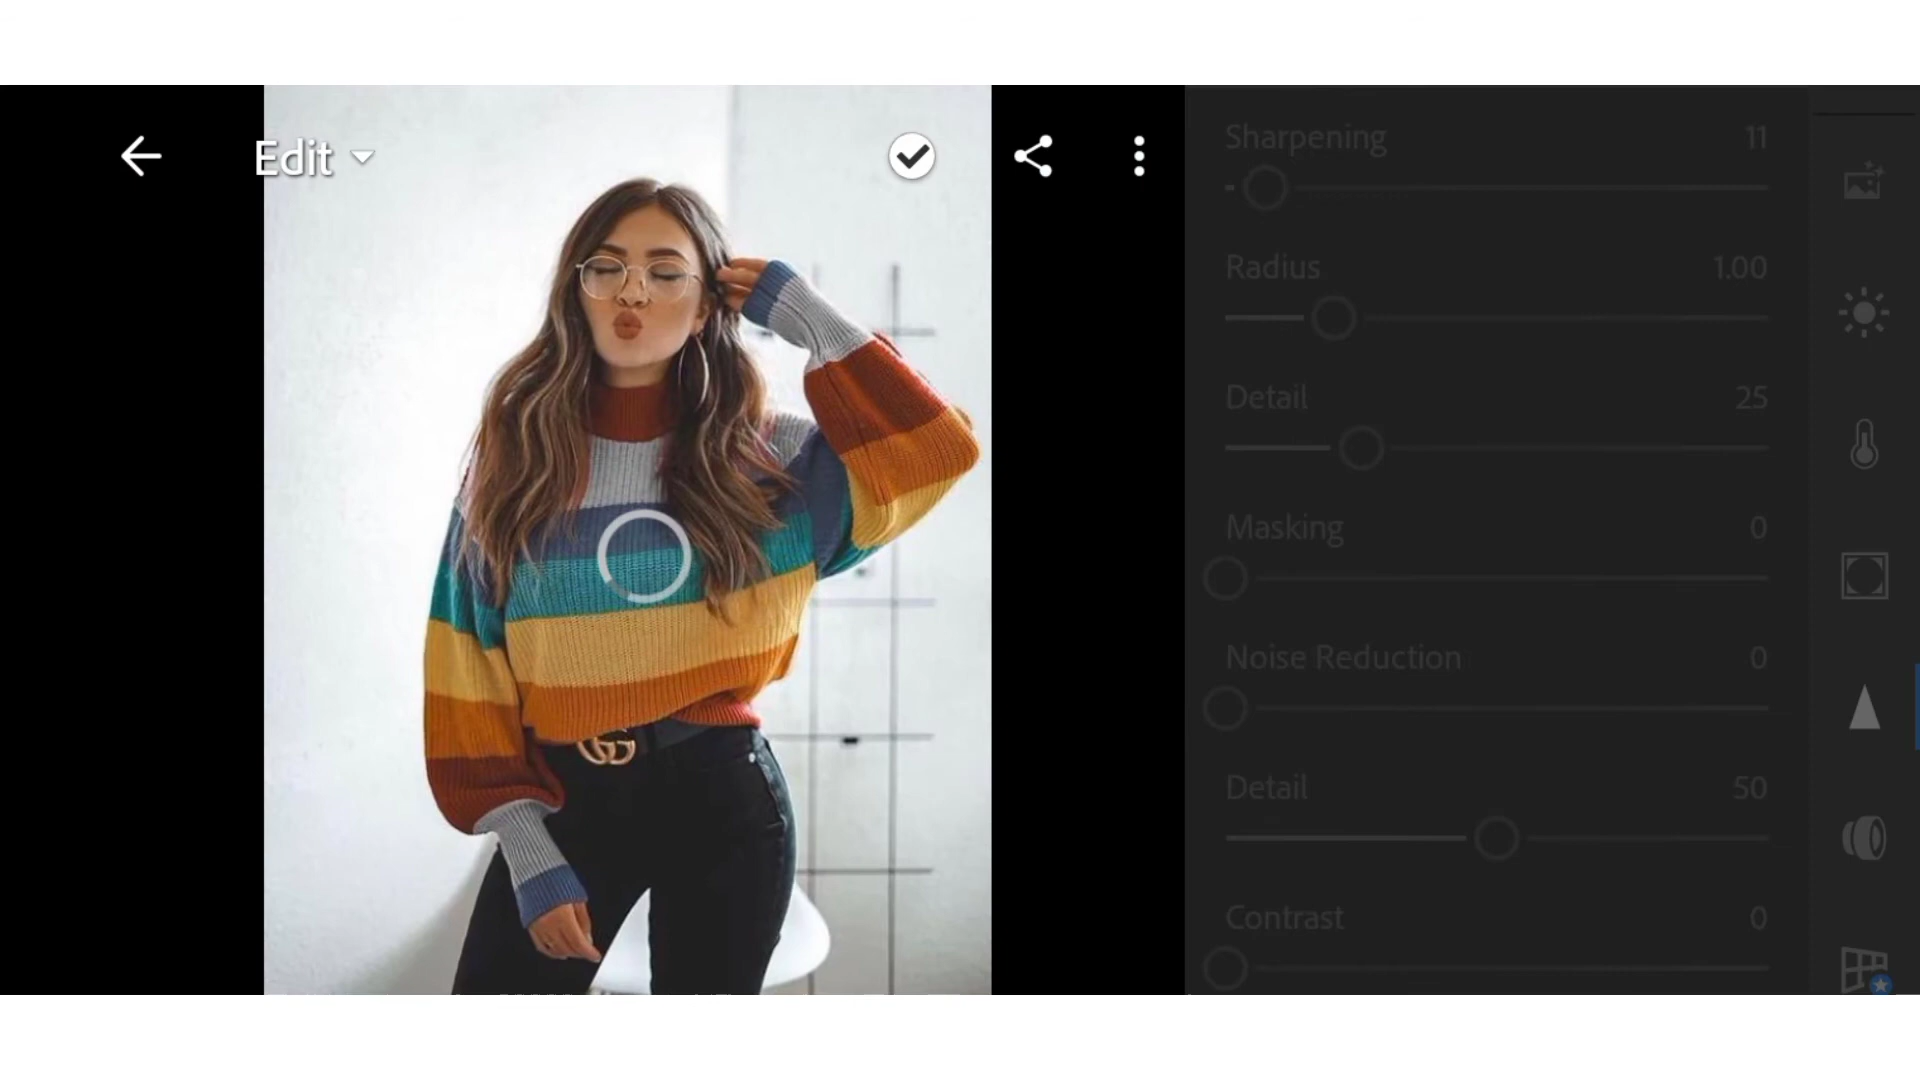 Edit
Sharpening 11
Radius 1.00
Detail 25
Masking 0
Noise Reduction 0
Detail 50
Contrast 0